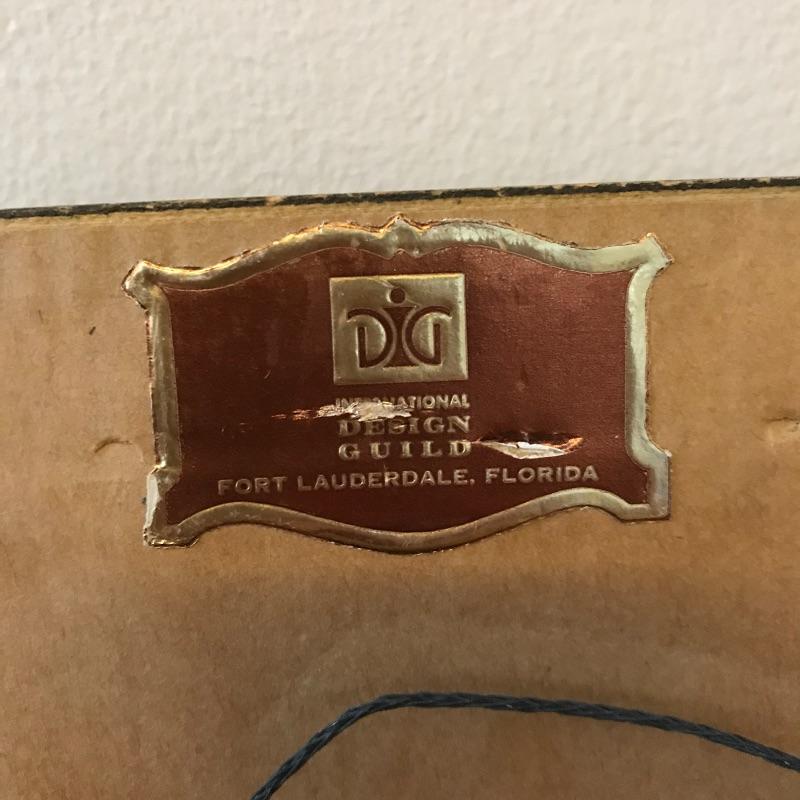 DiG
INTERNATIONAL
DESIGN
GUILD
FORT LAUDERDALE, FLORIDA